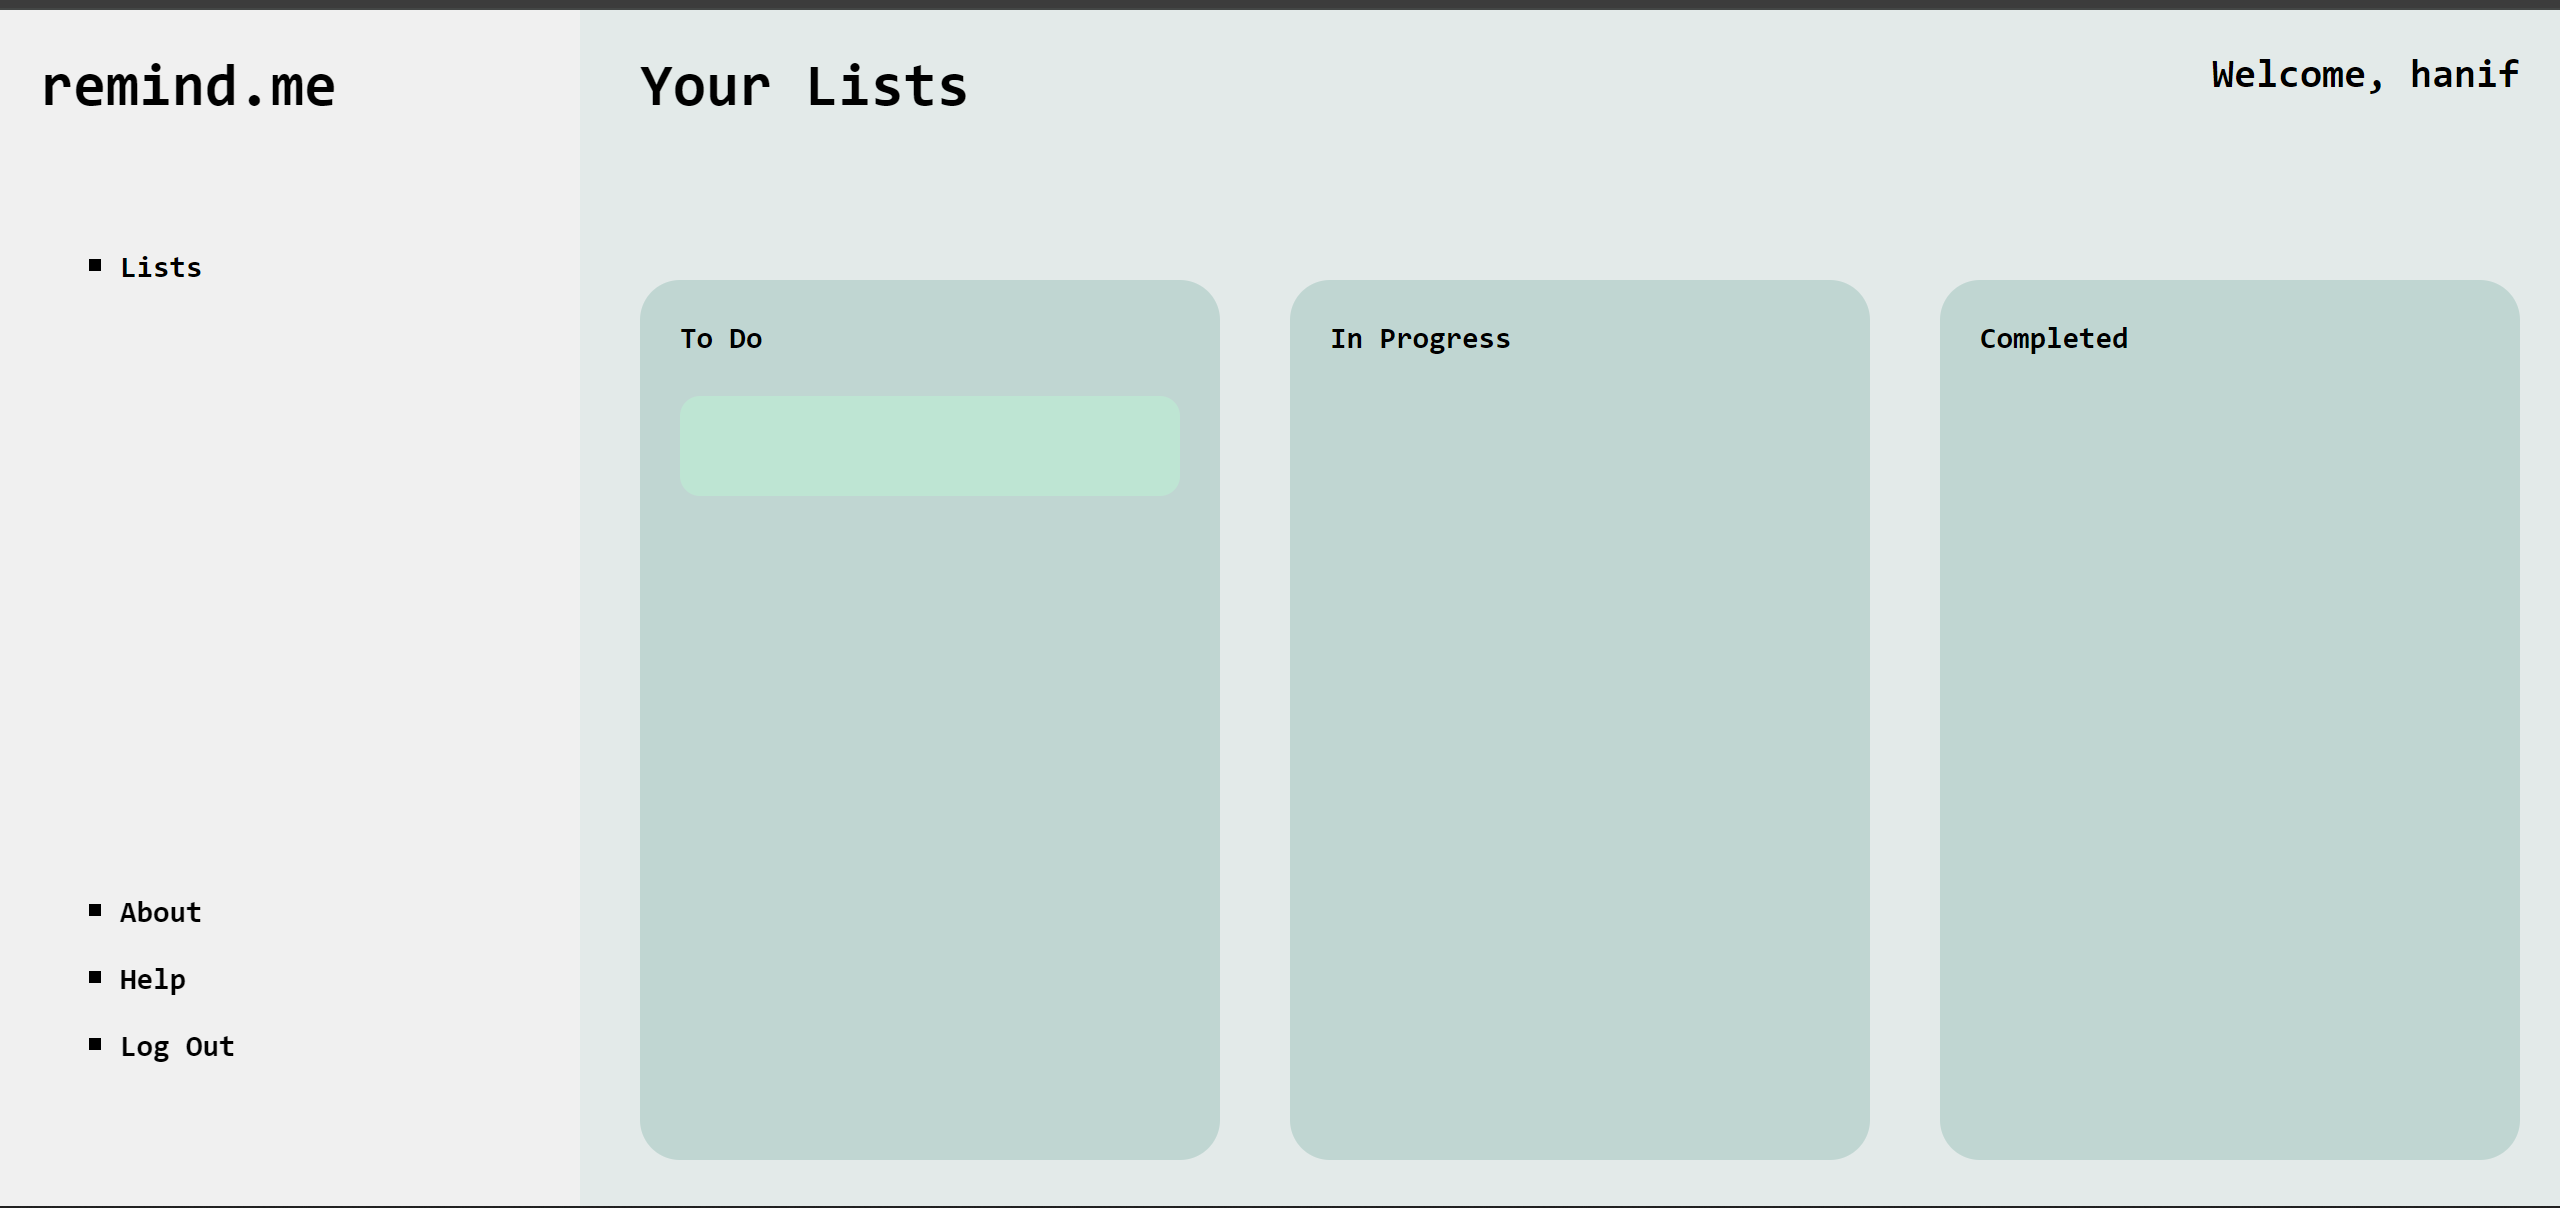 remind.me
Lists
About
Help
Log Out
Your Lists
Welcome, hanif
To Do
In Progress
Completed